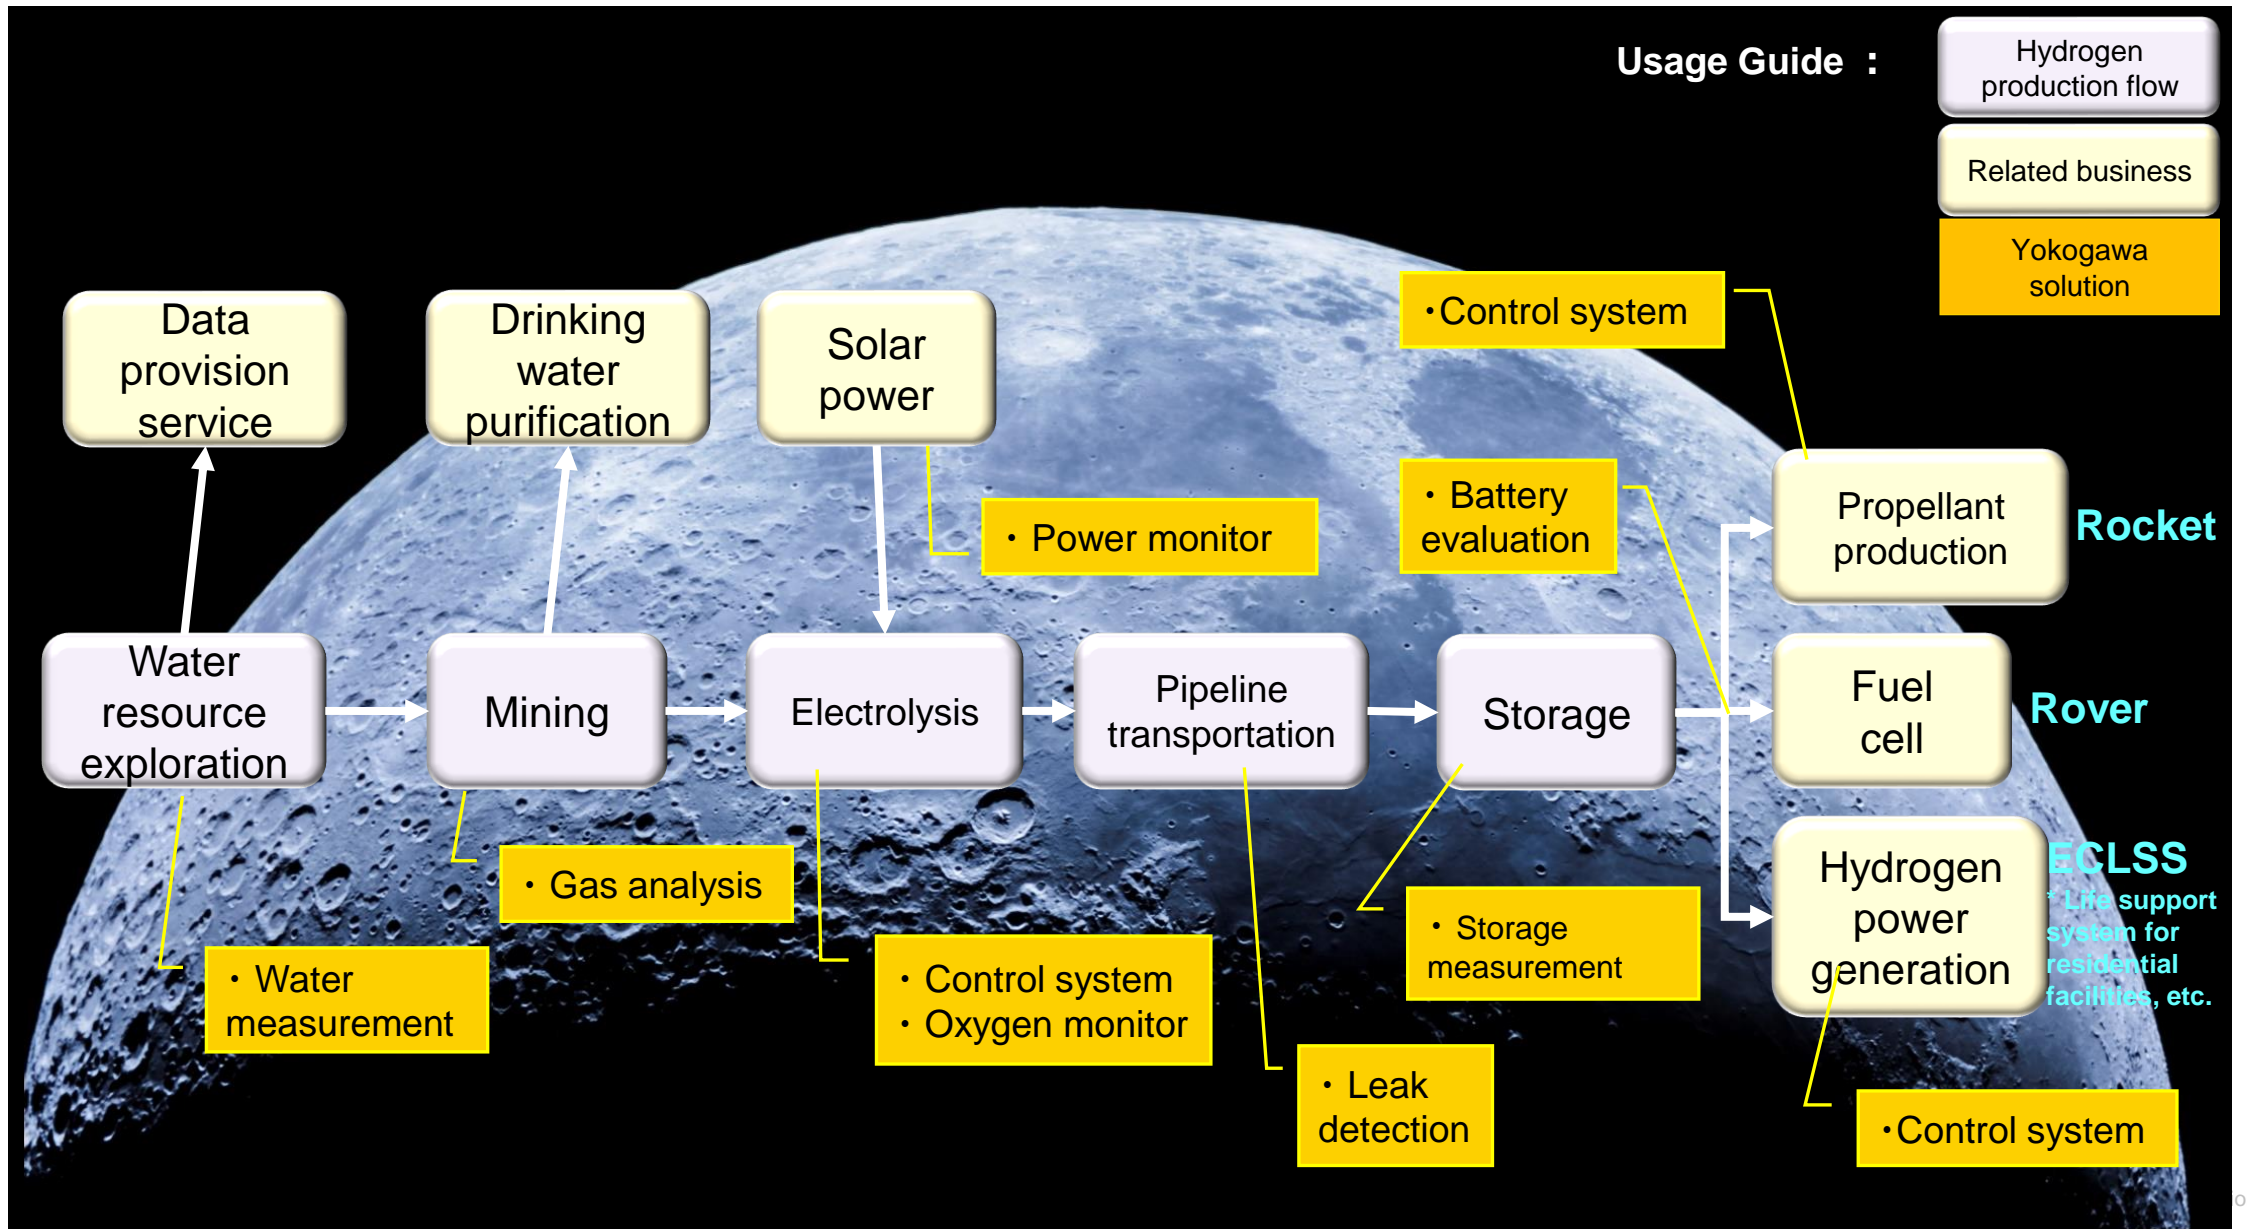 Usage Guide :
Hydrogen
production flow
Related business
Yokogawa
solution
Data
provision
service
Drinking
water
purification
Solar
power
・Control system
・Power monitor
・Battery
evaluation
Propellant
production
Rocket
Water
resource
exploration
Mining
Electrolysis
Pipeline
transportation
Storage
Fuel
cell
Rover
Hydrogen
power
generation
ECLSS
* Life support
system for
residential
facilities, etc.
・Water
measurement
・Gas analysis
・Control system
・Oxygen monitor
・Leak
detection
・Storage
measurement
・Control system